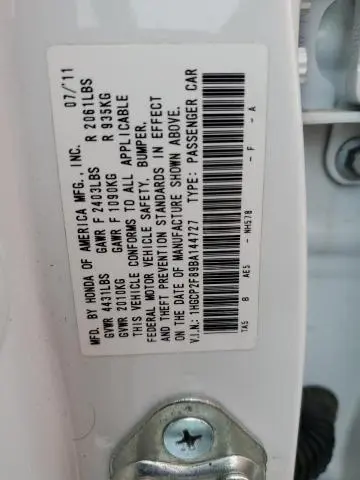 MFD. BY HONDA OF AMERICA MFG., INC. 07/11
GVWR 4431LBS GAWR F 2403LBS R 2061LBS
GVWR 2010KG GAWR F 1090KG R 935KG
THIS VEHICLE CONFORMS TO ALL APPLICABLE
FEDERAL MOTOR VEHICLE SAFETY, BUMPER,
AND THEFT PREVENTION STANDARDS IN EFFECT
ON THE DATE OF MANUFACTURE SHOWN ABOVE.
V.I.N.: 1HGCP2F89BA144727 TYPE: PASSENGER CAR
TA5 B AE5 - NH578 - F - A